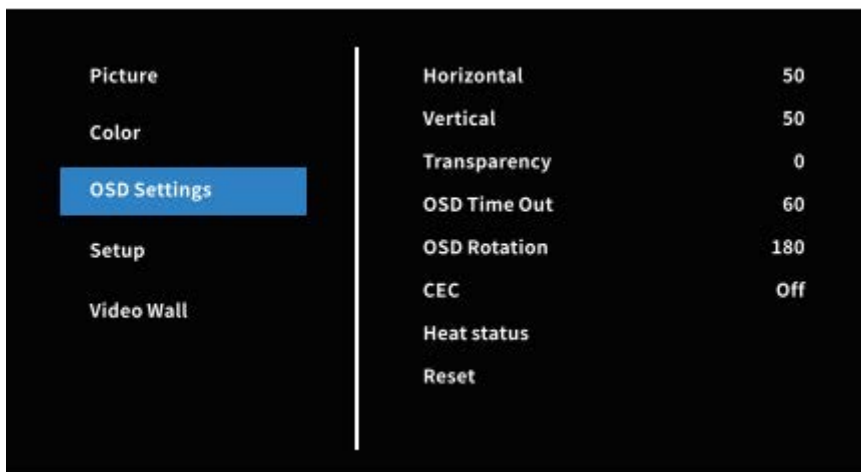 Picture
Color
OSD Settings
Setup
Video Wall
Horizontal 50
Vertical 50
Transparency 0
OSD Time Out 60
OSD Rotation 180
CEC Off
Heat status
Reset